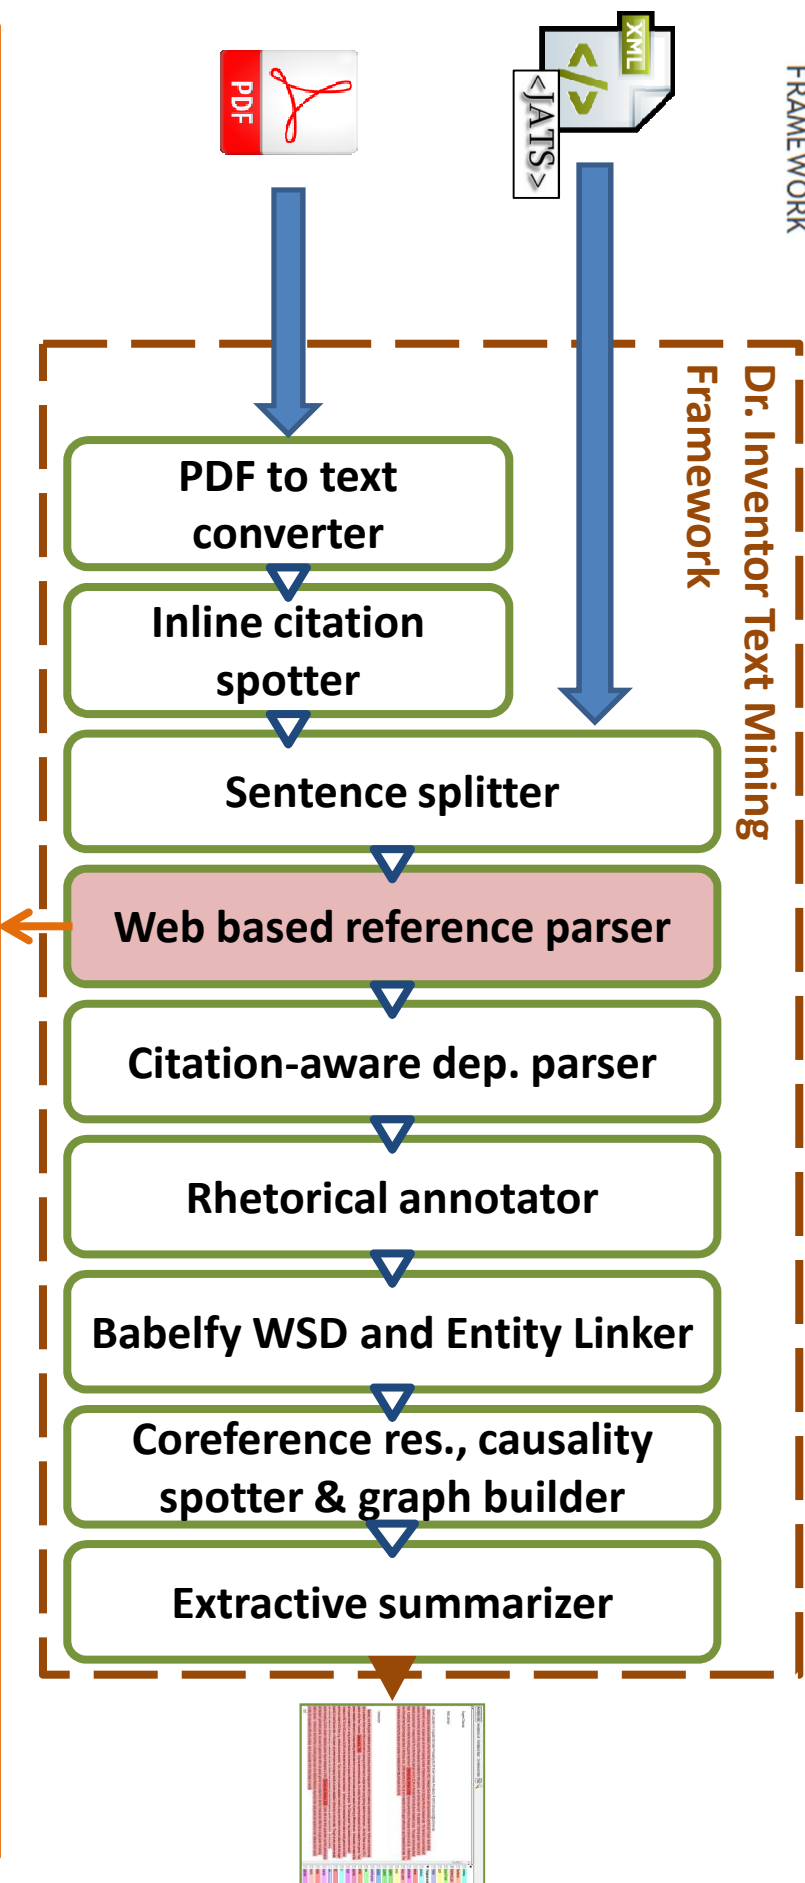 FRAMEWORK
XML
</>
<JATS>
PDF
Dr. Inventor Text Mining
Framework
PDF to text
converter
Inline citation
spotter
Sentence splitter
Web based reference parser
Citation-aware dep. parser
Rhetorical annotator
Babelfy WSD and Entity Linker
Coreference res., causality
spotter & graph builder
Extractive summarizer